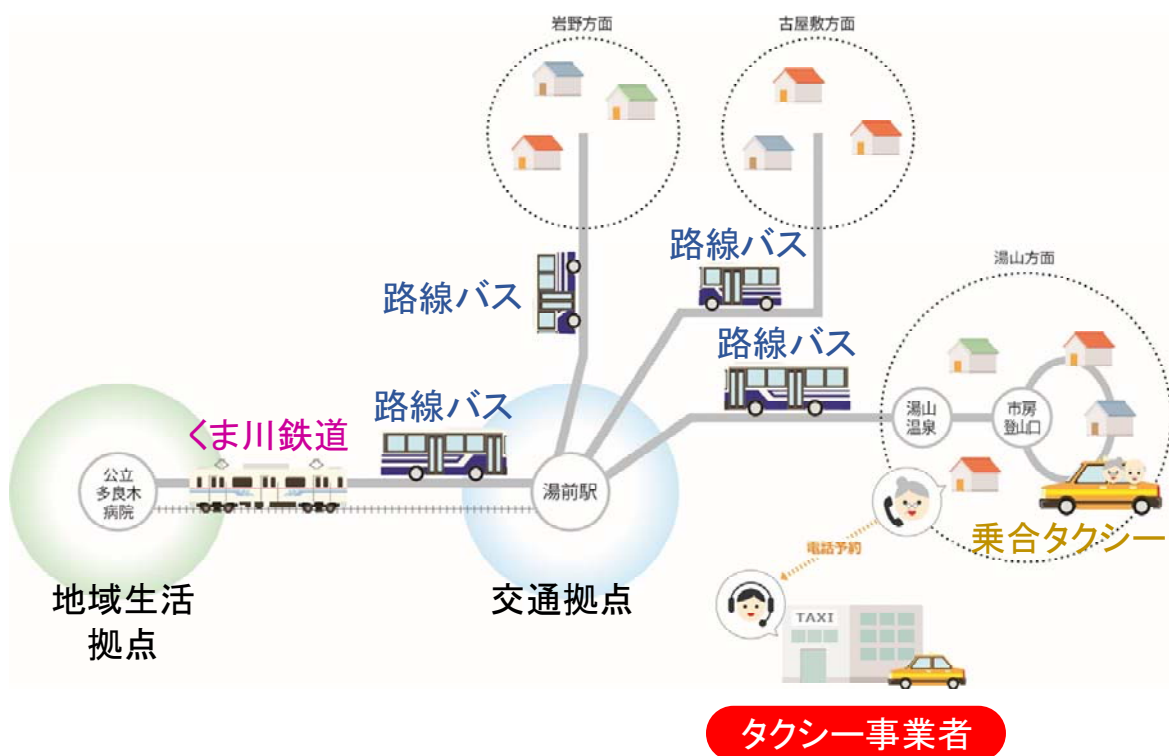 岩野方面
古屋敷方面
路線バス
湯山方面
路線バス
路線バス
路線バス
湯山
温泉
市房
登山口
くま川鉄道
公立
多良木
病院
湯前駅
乗合タクシー
電話予約
地域生活
拠点
交通拠点
TAXI
タクシー事業者